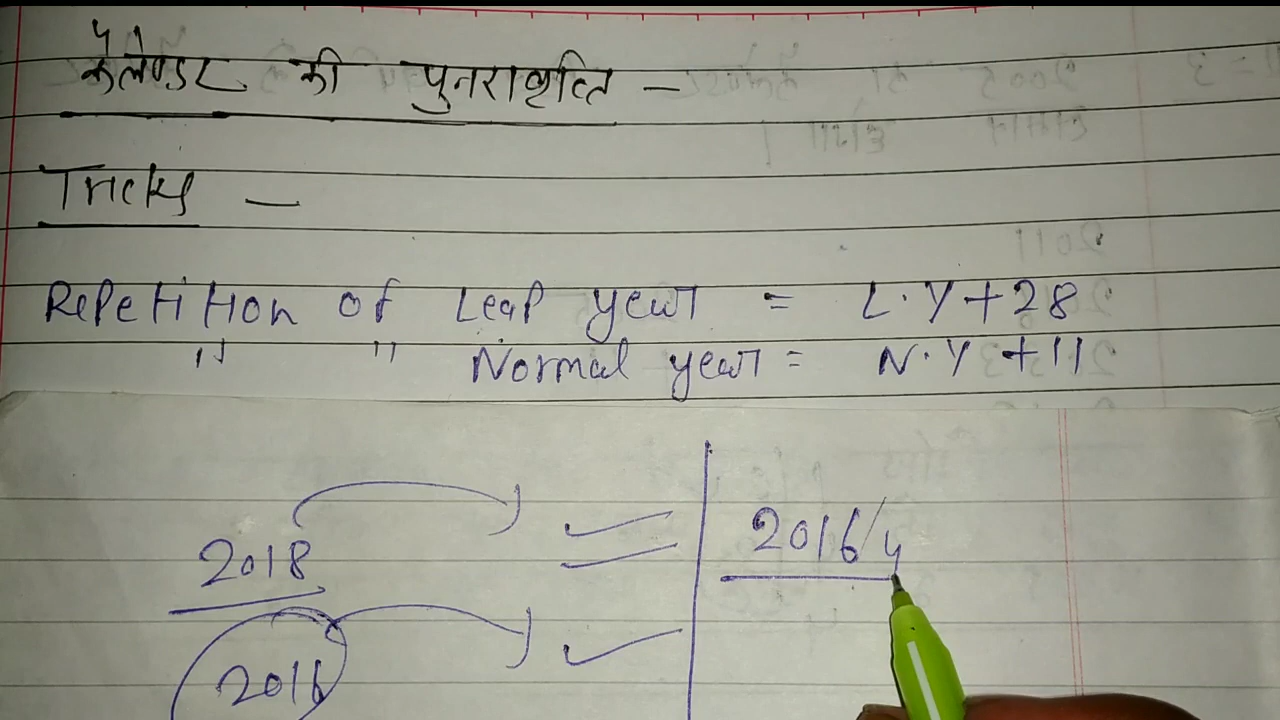 कैलेण्डर की पुनरावृत्ति -
Tricks -
Repetition of Leap year = L.Y+28
" " Normal year = N.Y +11
2018
2016/4
2016